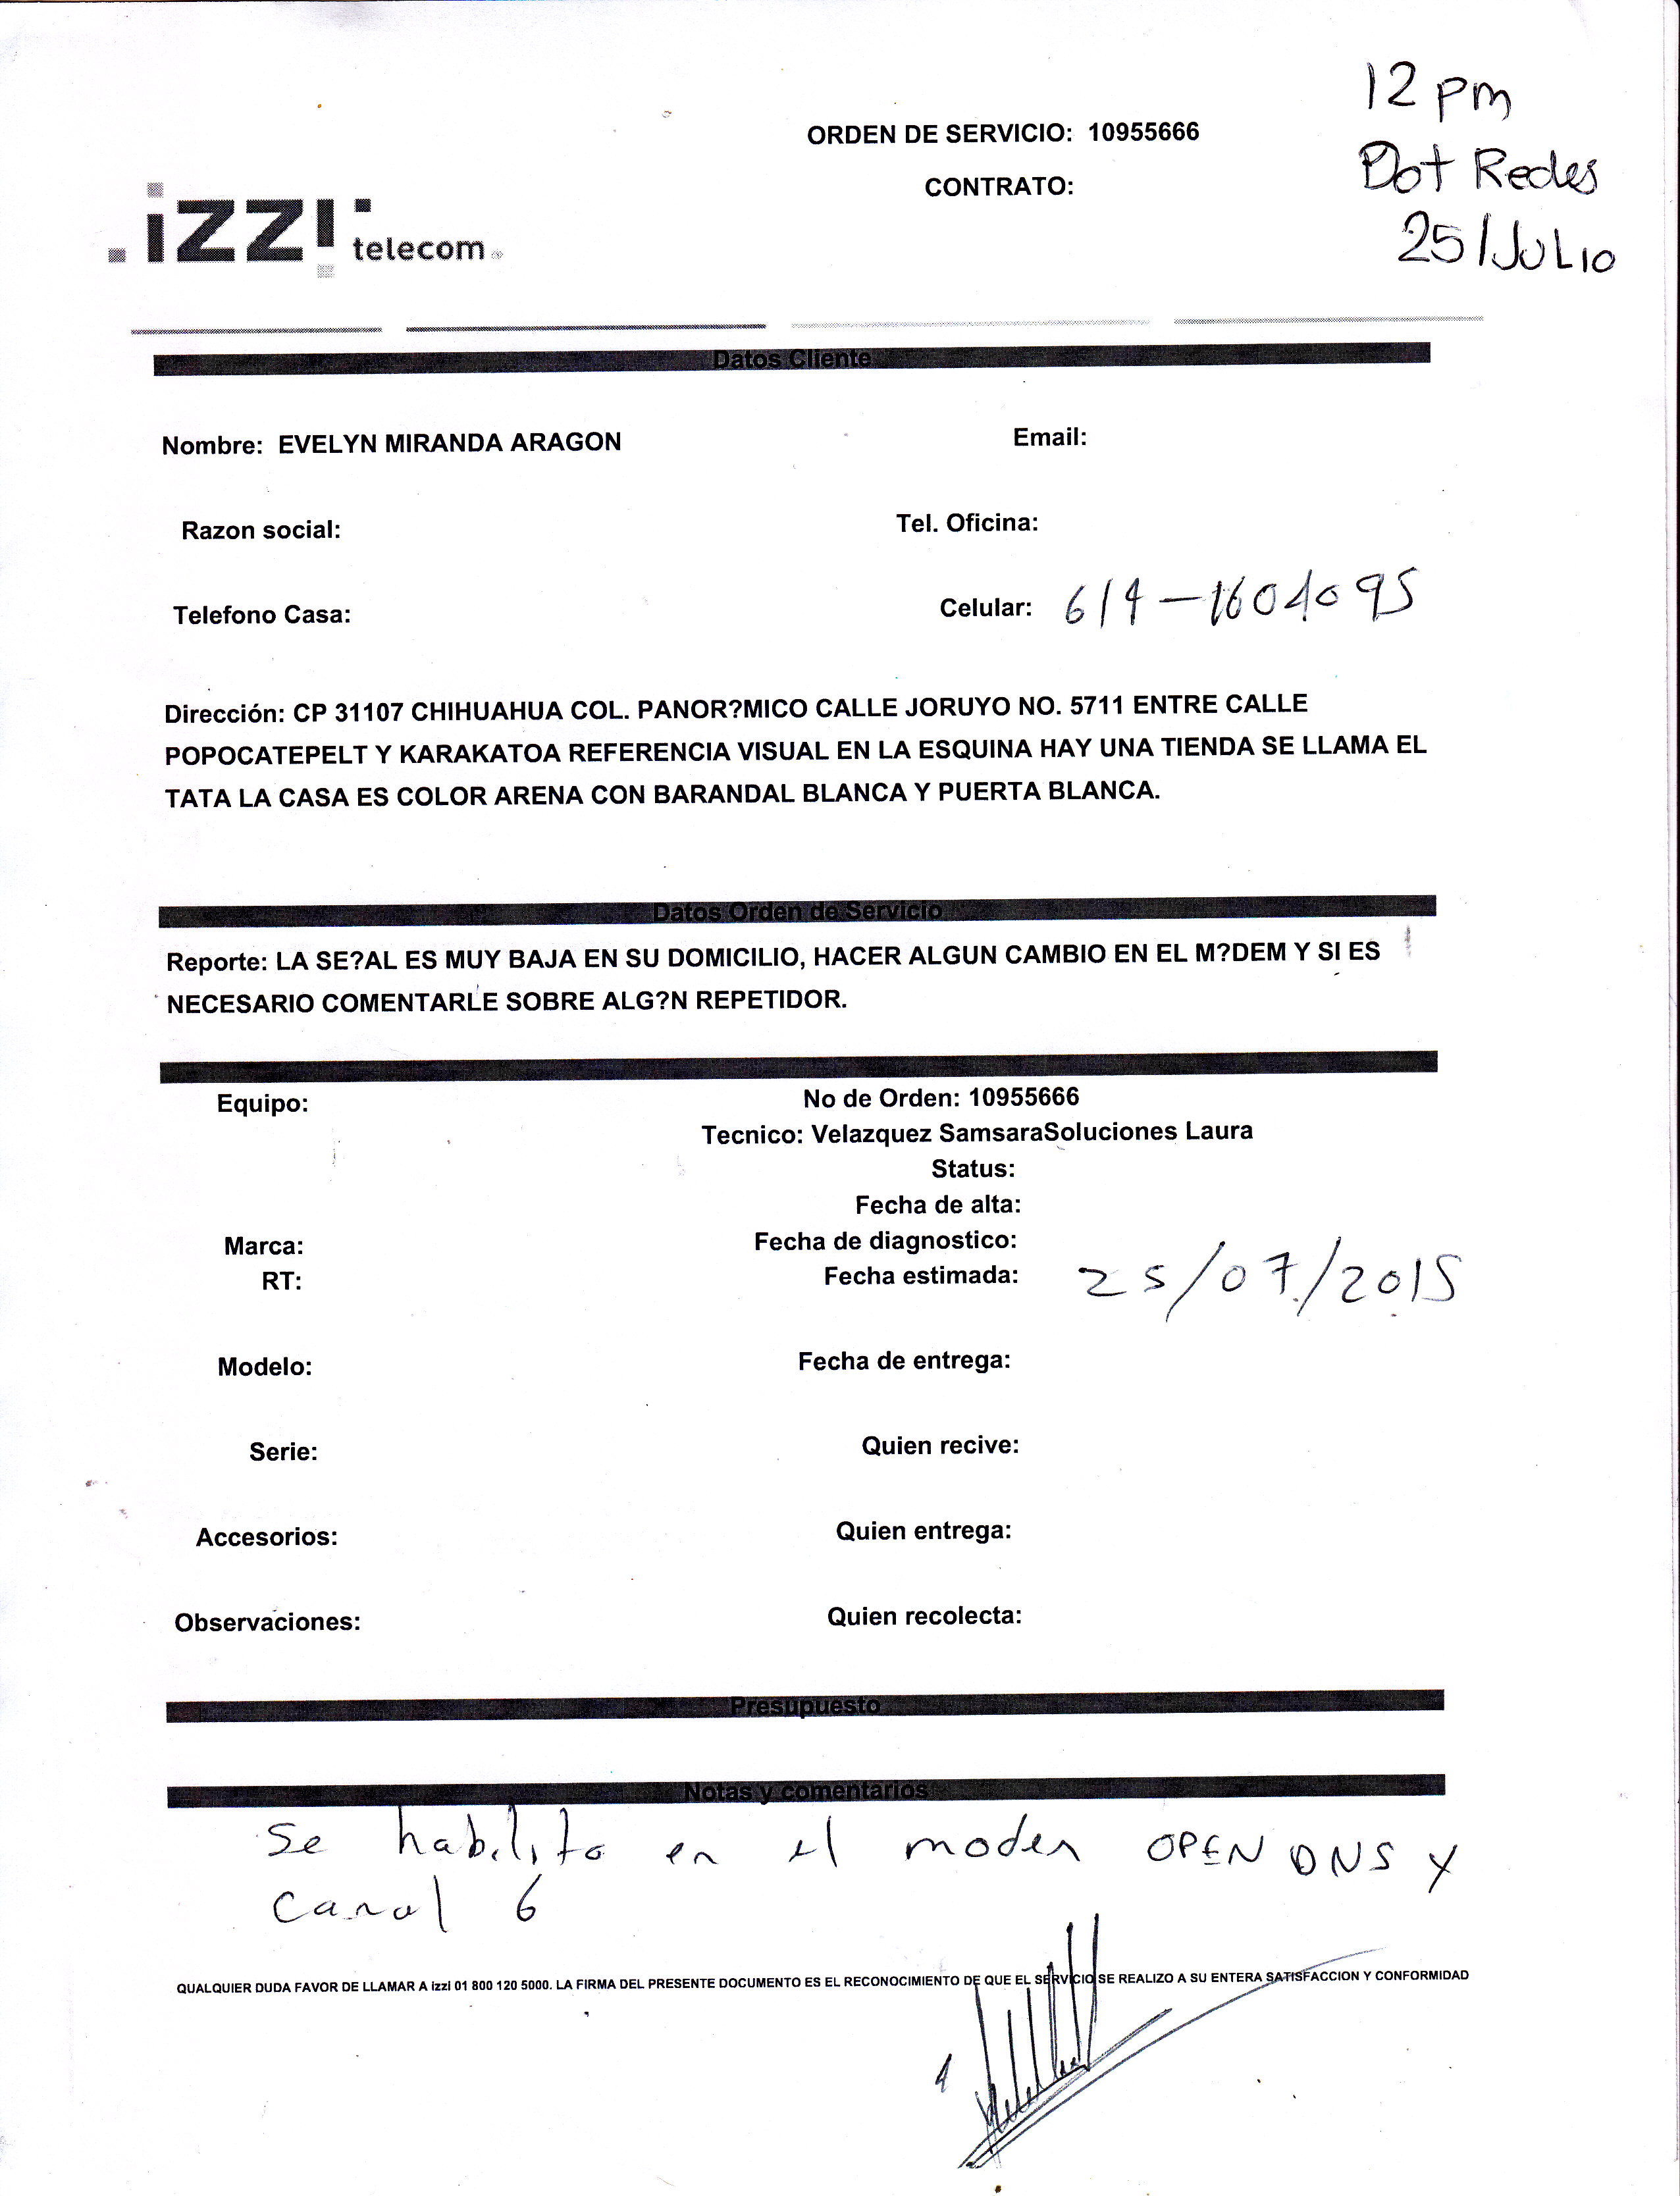 12 pm
ORDEN DE SERVICIO: 10955666
Dot Redes
CONTRATO:
25/JULIO
izzi telecom
Datos Cliente
Nombre: EVELYN MIRANDA ARAGON
Email:
Razon social:
Tel. Oficina:
Telefono Casa:
Celular: 614-1601095
Dirección: CP 31107 CHIHUAHUA COL. PANOR?MICO CALLE JORUYO NO. 5711 ENTRE CALLE
POPOCATEPELT Y KARAKATOA REFERENCIA VISUAL EN LA ESQUINA HAY UNA TIENDA SE LLAMA EL
TATA LA CASA ES COLOR ARENA CON BARANDAL BLANCA Y PUERTA BLANCA.
Datos Orden de Servicio
Reporte: LA SE?AL ES MUY BAJA EN SU DOMICILIO, HACER ALGUN CAMBIO EN EL M?DEM Y SI ES
NECESARIO COMENTARLE SOBRE ALG?N REPETIDOR.
Equipo:
No de Orden: 10955666
Tecnico: Velazquez SamsaraSoluciones Laura
Status:
Fecha de alta:
Marca:
Fecha de diagnostico:
RT:
Fecha estimada: 25/07/2015
Modelo:
Fecha de entrega:
Serie:
Quien recive:
Accesorios:
Quien entrega:
Observaciones:
Quien recolecta:
Presupuesto
Notas y comentarios
Se habilito en el modem OPEN DNS y
canal 6
QUALQUIER DUDA FAVOR DE LLAMAR A izzi 01 800 120 5000. LA FIRMA DEL PRESENTE DOCUMENTO ES EL RECONOCIMIENTO DE QUE EL SERVICIO SE REALIZO A SU ENTERA SATISFACCION Y CONFORMIDAD